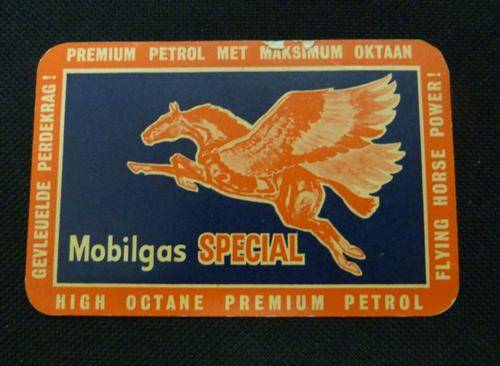 PREMIUM PETROL MET MAKSIMUM OKTAAN
GEVLEUELDE PERDEKRAG!
FLYING HORSE POWER!
Mobilgas SPECIAL
HIGH OCTANE PREMIUM PETROL